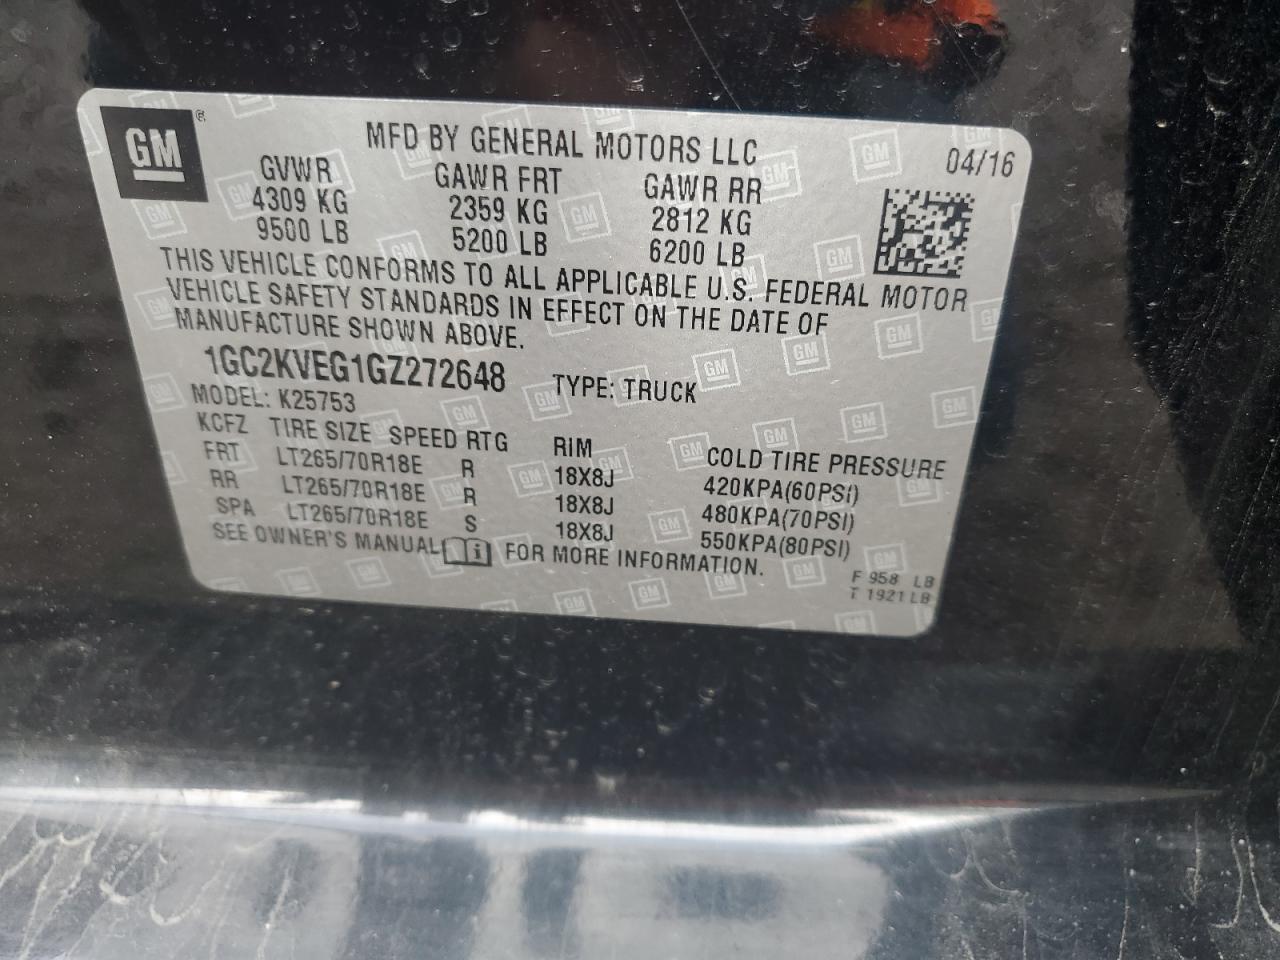 GM
MFD BY GENERAL MOTORS LLC 04/16
GVWR GAWR FRT GAWR RR
4309 KG 2359 KG 2812 KG
9500 LB 5200 LB 6200 LB
THIS VEHICLE CONFORMS TO ALL APPLICABLE U.S. FEDERAL MOTOR
VEHICLE SAFETY STANDARDS IN EFFECT ON THE DATE OF
MANUFACTURE SHOWN ABOVE.
1GC2KVEG1GZ272648 TYPE: TRUCK
MODEL: K25753
KCFZ TIRE SIZE SPEED RTG RIM COLD TIRE PRESSURE
FRT LT265/70R18E R 18X8J 420KPA(60PSI)
RR LT265/70R18E R 18X8J 480KPA(70PSI)
SPA LT265/70R18E S 18X8J 550KPA(80PSI)
SEE OWNER'S MANUAL FOR MORE INFORMATION.
F 958 LB
T 1921 LB